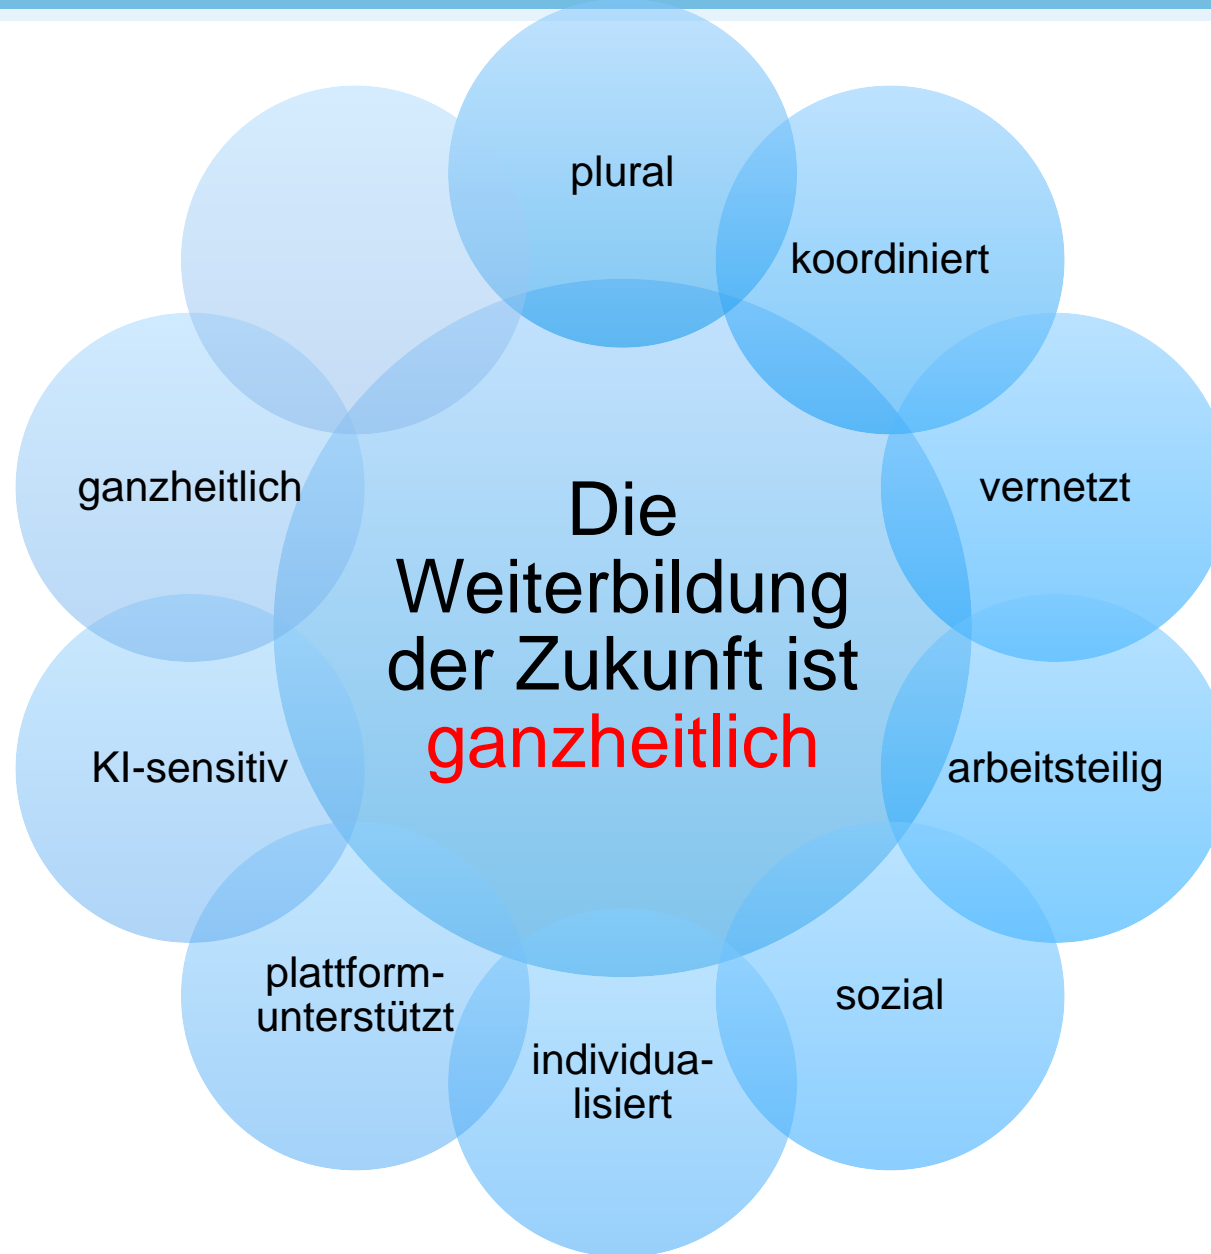 plural
koordiniert
vernetzt
arbeitsteilig
sozial
individua-
lisiert
plattform-
unterstützt
KI-sensitiv
ganzheitlich
Die
Weiterbildung
der Zukunft ist
ganzheitlich